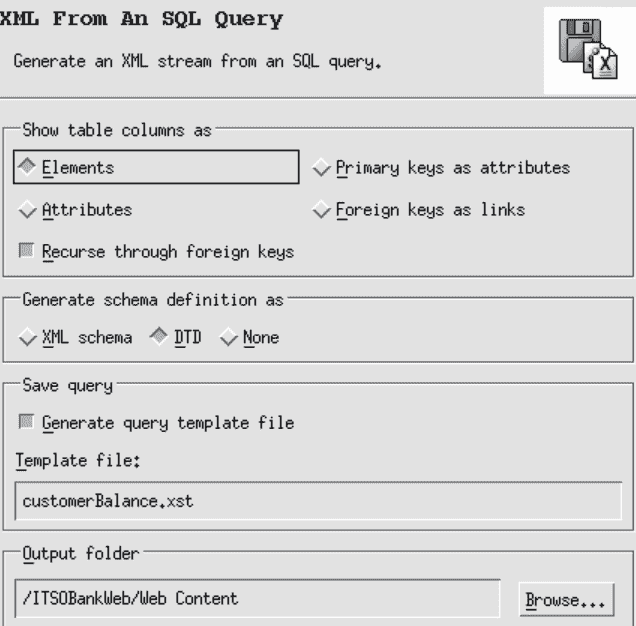 XML From An SQL Query
Generate an XML stream from an SQL query.
X
Show table columns as
Elements
Primary keys as attributes
Attributes
Foreign keys as links
Recurse through foreign keys
Generate schema definition as
XML schema DTD None
Save query
Generate query template file
Template file:
customerBalance.xst
Output folder
/ITSOBankWeb/Web Content
Browse...